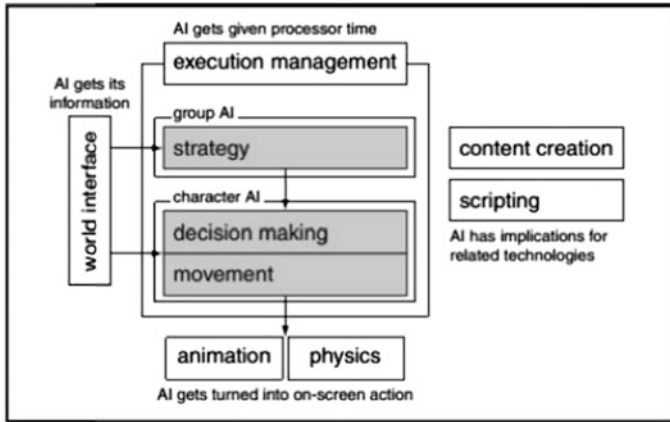 AI gets given processor time
execution management
AI gets its
information
group AI
strategy
world interface
content creation
character AI
scripting
decision making
AI has implications for
related technologies
movement
animation
physics
AI gets turned into on-screen action